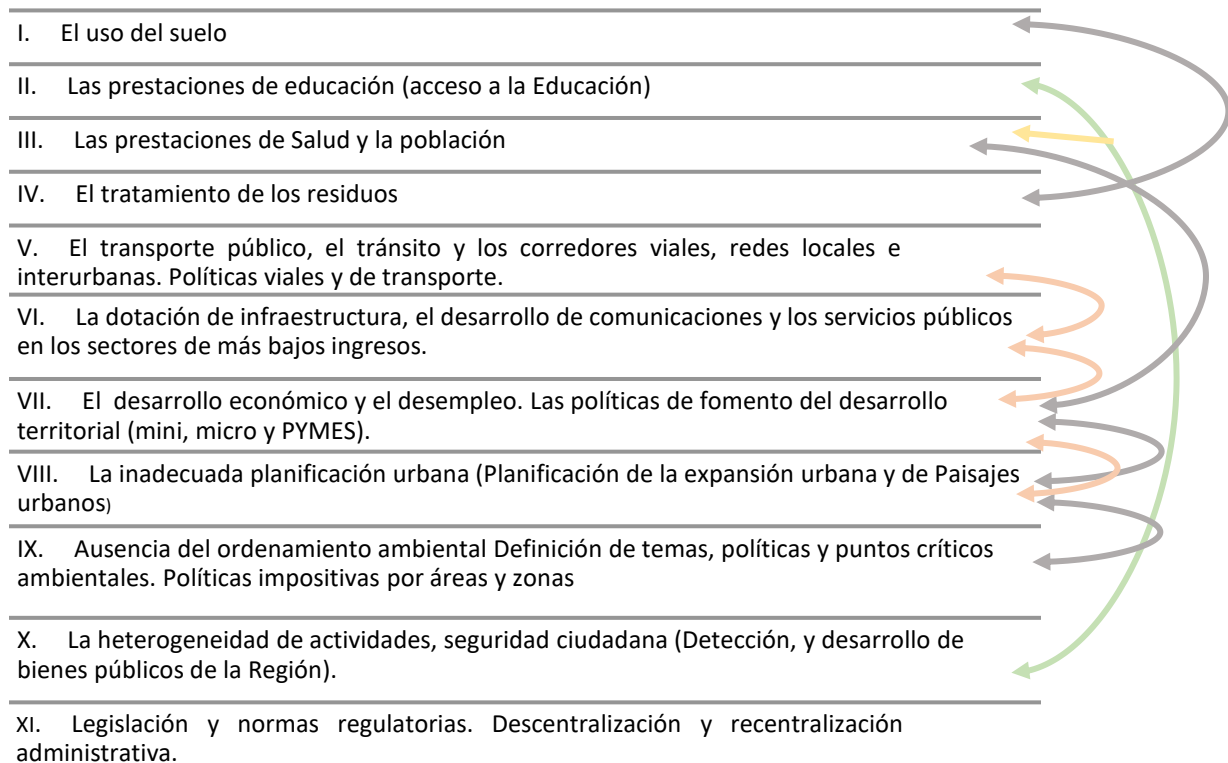 I. El uso del suelo
II. Las prestaciones de educación (acceso a la Educación)
III. Las prestaciones de Salud y la población
IV. El tratamiento de los residuos
V. El transporte público, el tránsito y los corredores viales, redes locales e
interurbanas. Políticas viales y de transporte.
VI. La dotación de infraestructura, el desarrollo de comunicaciones y los servicios públicos
en los sectores de más bajos ingresos.
VII. El desarrollo económico y el desempleo. Las políticas de fomento del desarrollo
territorial (mini, micro y PYMES).
VIII. La inadecuada planificación urbana (Planificación de la expansión urbana y de Paisajes
urbanos)
IX. Ausencia del ordenamiento ambiental Definición de temas, políticas y puntos críticos
ambientales. Políticas impositivas por áreas y zonas
X. La heterogeneidad de actividades, seguridad ciudadana (Detección, y desarrollo de
bienes públicos de la Región).
XI. Legislación y normas regulatorias. Descentralización y recentralización
administrativa.